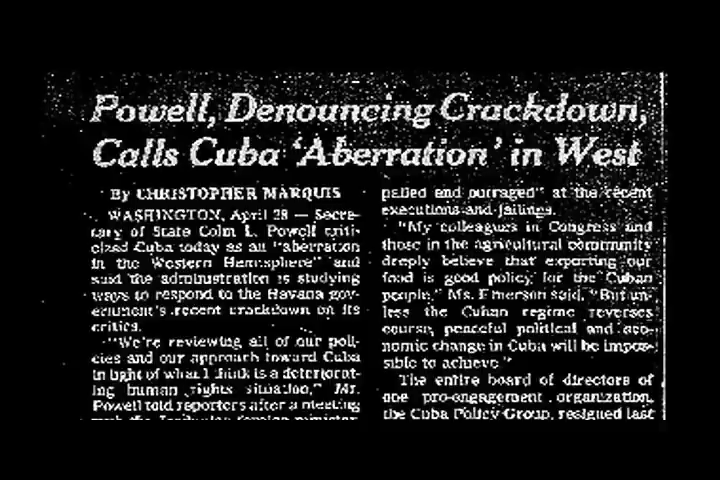 Powell, Denouncing Crackdown,
Calls Cuba ‘Aberration’ in West
By CHRISTOPHER MARQUIS
WASHINGTON, April 28 — Secre-
tary of State Colin L. Powell criti-
cized Cuba today as an "aberration
in the Western Hemisphere" and
said the administration is studying
ways to respond to the Havana gov-
ernment's recent crackdown on its
critics.
"We're reviewing all of our poli-
cies and our approach toward Cuba
in light of what I think is a deteriorat-
ing human rights situation," Mr.
Powell told reporters after a meeting
palled and outraged" at the recent
executions and jailings.
"My colleagues in Congress and
those in the agricultural community
deeply believe that exporting our
food is good policy for the Cuban
people," Ms. Emerson said. "But un-
less the Cuban regime reverses
course, peaceful political and eco-
nomic change in Cuba will be impos-
sible to achieve."
The entire board of directors of
one pro-engagement organization,
the Cuba Policy Group, resigned last